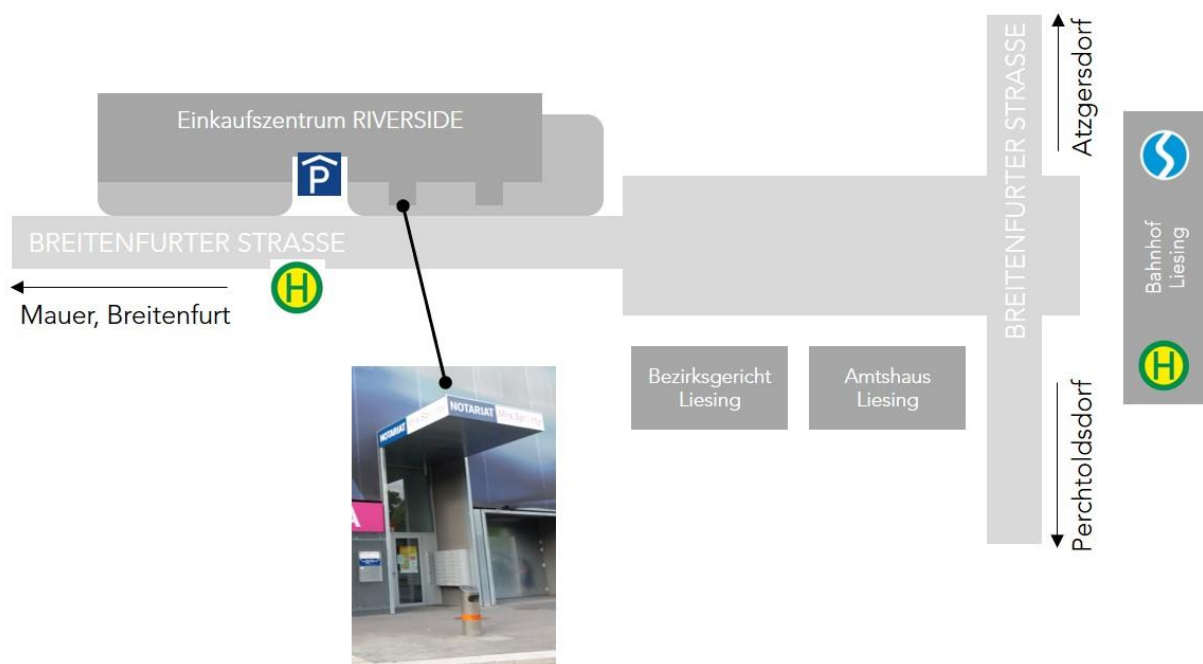 Einkaufszentrum RIVERSIDE
P
BREITENFURTER STRASSE
H
Mauer, Breitenfurt
NOTARIAT
NOTARIAT
A
Bezirksgericht
Liesing
Amtshaus
Liesing
BREITENFURTER STRASSE
Atzgersdorf
Perchtoldsdorf
S
Bahnhof
Liesing
H